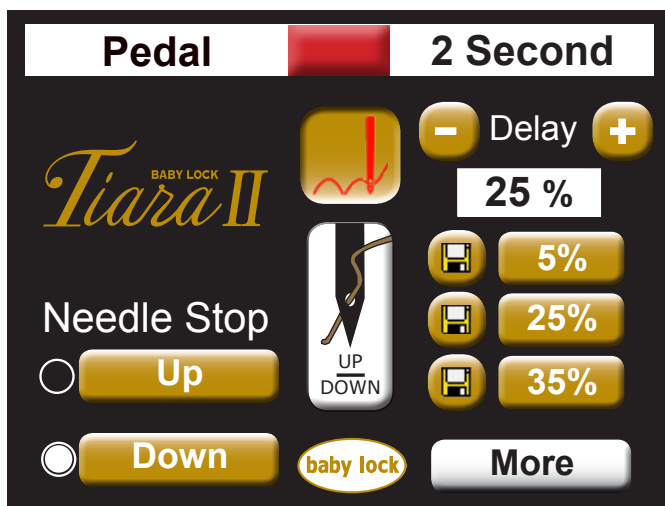 Pedal
2 Second
- Delay +
BABY LOCK
Tiara II
25 %
5%
Needle Stop
25%
Up
UP
DOWN
35%
Down
baby lock
More